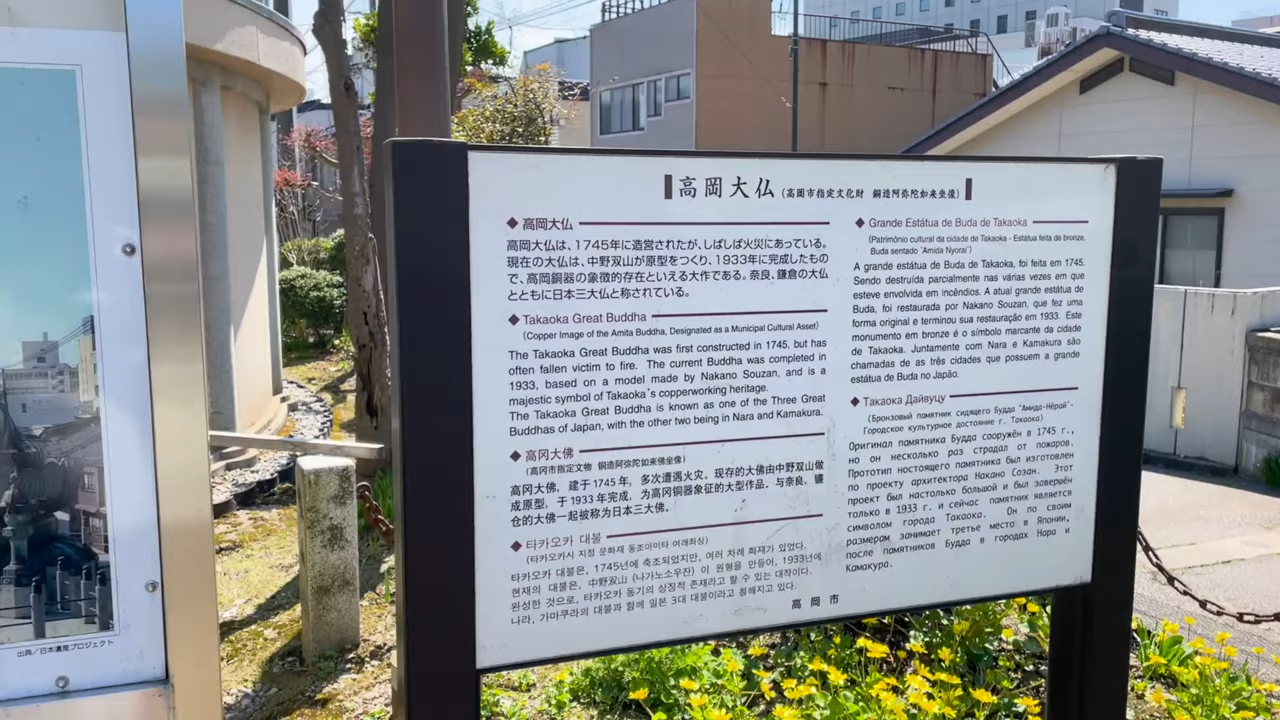 高岡大仏 (高岡市指定文化財 銅造阿弥陀如来坐像)
◆高岡大仏
高岡大仏は、1745年に造営されたが、しばしば火災にあっている。
現在の大仏は、中野双山が原型をつくり、1933年に完成したもの
で、高岡銅器の象徴的存在といえる大作である。奈良、鎌倉の大仏
とともに日本三大仏と称されている。
◆Takaoka Great Buddha
(Copper Image of the Amita Buddha, Designated as a Municipal Cultural Asset)
The Takaoka Great Buddha was first constructed in 1745, but has
often fallen victim to fire. The current Buddha was completed in
1933, based on a model made by Nakano Souzan, and is a
majestic symbol of Takaoka's copperworking heritage.
The Takaoka Great Buddha is known as one of the Three Great
Buddhas of Japan, with the other two being in Nara and Kamakura.
◆高冈大佛
(高冈市指定文物 铜造阿弥陀如来佛坐像)
高冈大佛，建于1745年，多次遭遇火灾。现存的大佛由中野双山做
成原型，于1933年完成，为高冈铜器象征的大型作品。与奈良、镰
仓的大佛一起被称为日本三大佛。
◆타카오카 대불
(타카오카시 지정 문화재 동조아미타 여래좌상)
타카오카 대불은, 1745년에 축조되었지만, 여러 차례 화재가 있었다.
현재의 대불은, 中野双山 (나가노소우잔) 이 원형을 만들어, 1933년에
완성한 것으로, 타카오카 동기의 상징적 존재라고 할 수 있는 대작이다.
나라, 가마쿠라의 대불과 함께 일본 3대 대불이라고 칭해지고 있다.
◆Grande Estátua de Buda de Takaoka
(Patrimônio cultural da cidade de Takaoka - Estátua feita de bronze,
Buda sentado "Amida Nyorai")
A grande estátua de Buda de Takaoka, foi feita em 1745.
Sendo destruída parcialmente nas várias vezes em que
esteve envolvida em incêndios. A atual grande estátua de
Buda, foi restaurada por Nakano Souzan, que fez uma
forma original e terminou sua restauração em 1933. Este
monumento em bronze é o símbolo marcante da cidade
de Takaoka. Juntamente com Nara e Kamakura são
chamadas de as três cidades que possuem a grande
estátua de Buda no Japão.
◆Такаока Дайвуцу
(Бронзовый памятник сидящего Будда "Амида-Нёрай"-
Городское культурное достояние г. Такаока)
Оригинал памятника Будда сооружён в 1745 г.,
но он несколько раз страдал от пожаров.
Прототип ностоящего памятника был изготовлен
по проекту архитектора Накано Созан. Этот
проект был настолько большой и был завершён
только в 1933 г. и сейчас памятник является
символом города Такаока. Он по своим
размерам занимает третье место в Японии,
после памятников Будда в городах Нара и
Камакура.
高岡市
出典／日本遺産プロジェクト